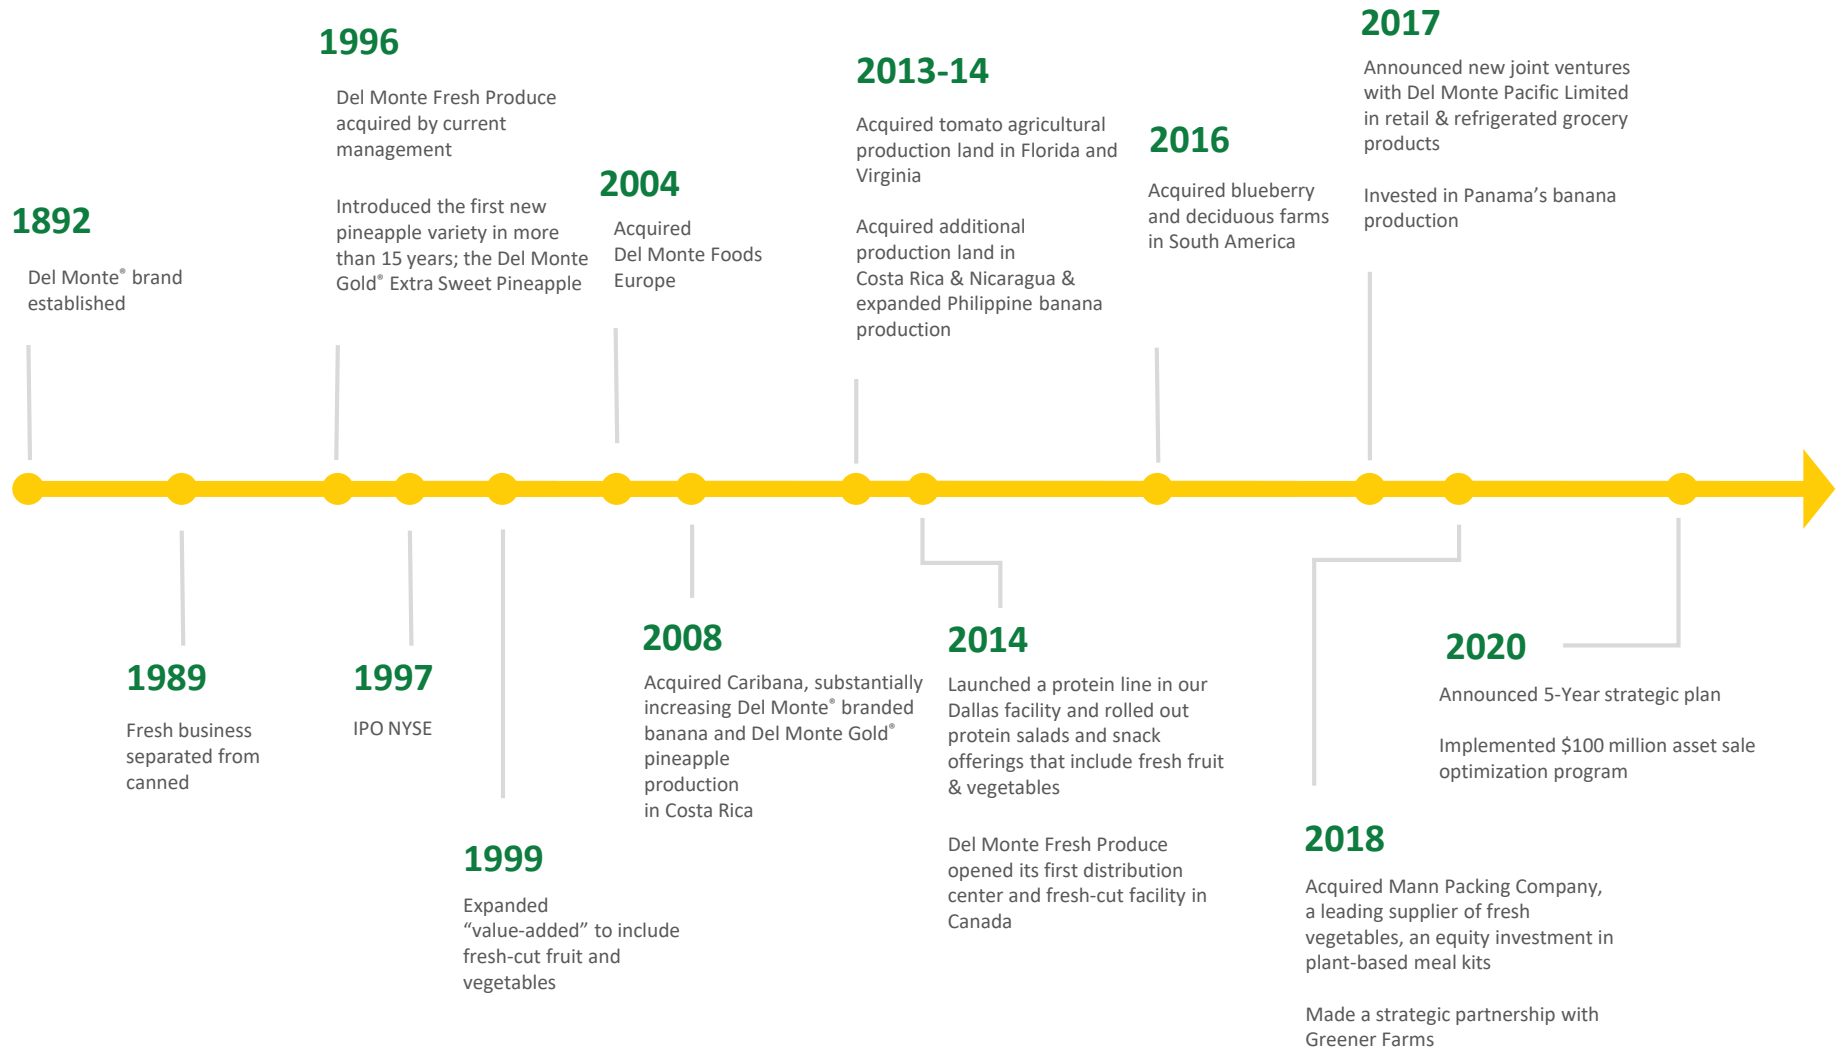 1892
Del Monte® brand
established
1989
Fresh business
separated from
canned
1996
Del Monte Fresh Produce
acquired by current
management
Introduced the first new
pineapple variety in more
than 15 years; the Del Monte
Gold® Extra Sweet Pineapple
1997
IPO NYSE
1999
Expanded
“value-added” to include
fresh-cut fruit and
vegetables
2004
Acquired
Del Monte Foods
Europe
2008
Acquired Caribana, substantially
increasing Del Monte® branded
banana and Del Monte Gold®
pineapple
production
in Costa Rica
2013-14
Acquired tomato agricultural
production land in Florida and
Virginia
Acquired additional
production land in
Costa Rica & Nicaragua &
expanded Philippine banana
production
2014
Launched a protein line in our
Dallas facility and rolled out
protein salads and snack
offerings that include fresh fruit
& vegetables
Del Monte Fresh Produce
opened its first distribution
center and fresh-cut facility in
Canada
2016
Acquired blueberry
and deciduous farms
in South America
2017
Announced new joint ventures
with Del Monte Pacific Limited
in retail & refrigerated grocery
products
Invested in Panama’s banana
production
2018
Acquired Mann Packing Company,
a leading supplier of fresh
vegetables, an equity investment in
plant-based meal kits
Made a strategic partnership with
Greener Farms
2020
Announced 5-Year strategic plan
Implemented $100 million asset sale
optimization program